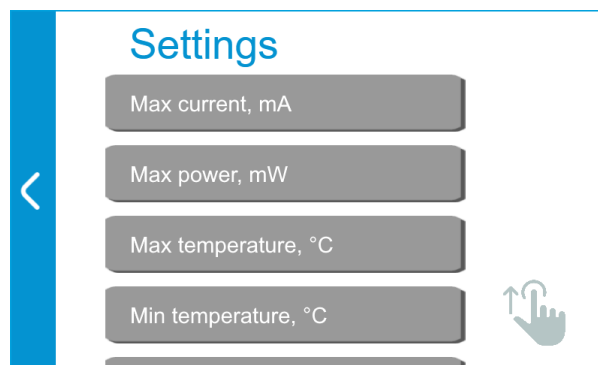 Settings
Max current, mA
Max power, mW
Max temperature, °C
Min temperature, °C